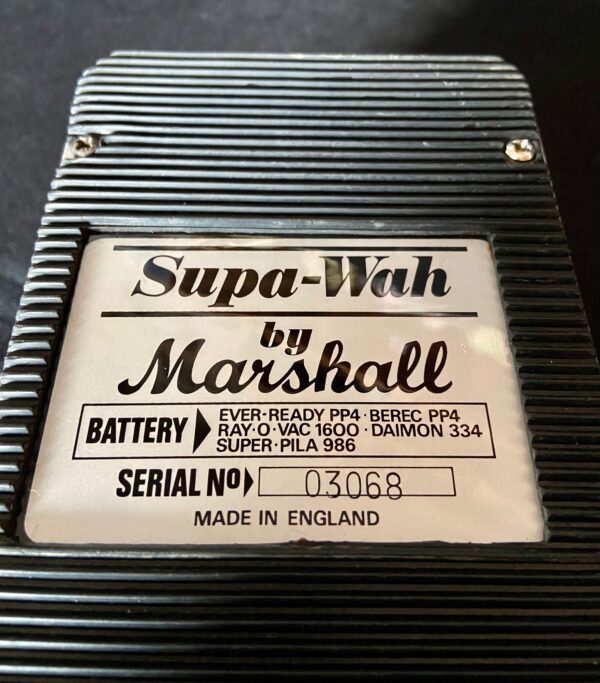 Supa-Wah
by
Marshall
BATTERY EVER·READY PP4·BEREC PP4
RAY·O·VAC 1600·DAIMON 334
SUPER·PILA 986
SERIAL Nº 03068
MADE IN ENGLAND